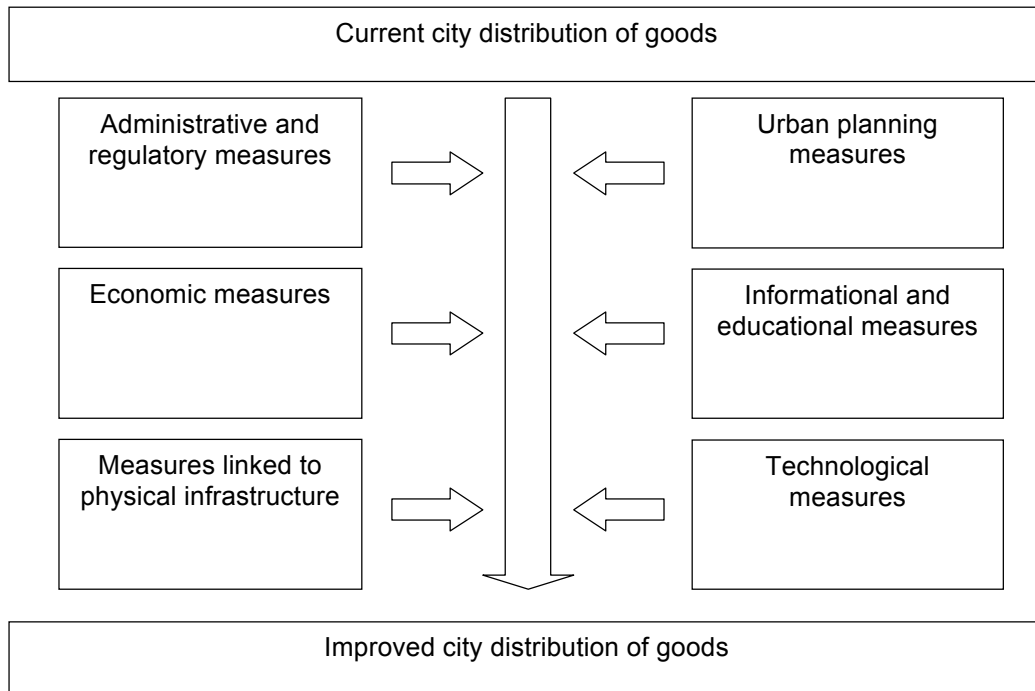 Current city distribution of goods
Administrative and
regulatory measures
Urban planning
measures
Economic measures
Informational and
educational measures
Measures linked to
physical infrastructure
Technological
measures
Improved city distribution of goods